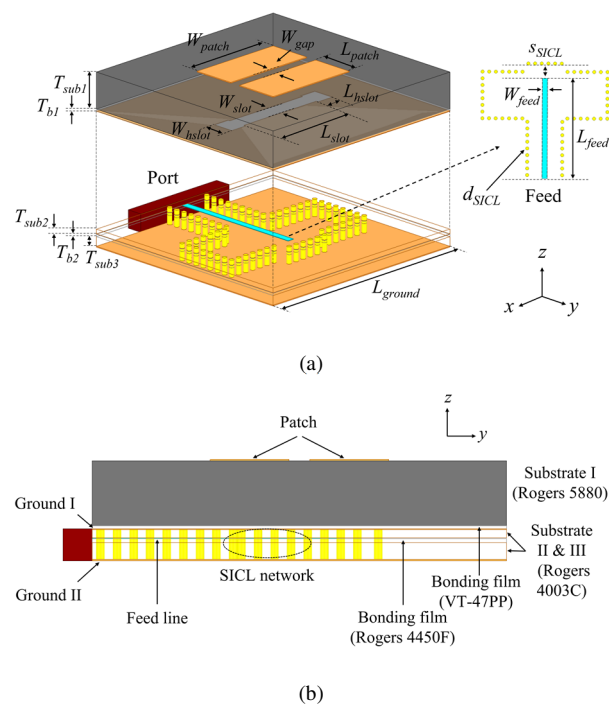 W_patch
W_gap
L_patch
T_sub1
T_b1
W_slot
L_hslot
W_hslot
L_slot
Port
T_sub2
T_b2
T_sub3
L_ground
s_SICL
W_feed
L_feed
d_SICL
Feed
z
x
y
(a)
z
y
Patch
Substrate I
(Rogers 5880)
Ground I
Substrate
II & III
(Rogers
4003C)
SICL network
Ground II
Feed line
Bonding film
(VT-47PP)
Bonding film
(Rogers 4450F)
(b)